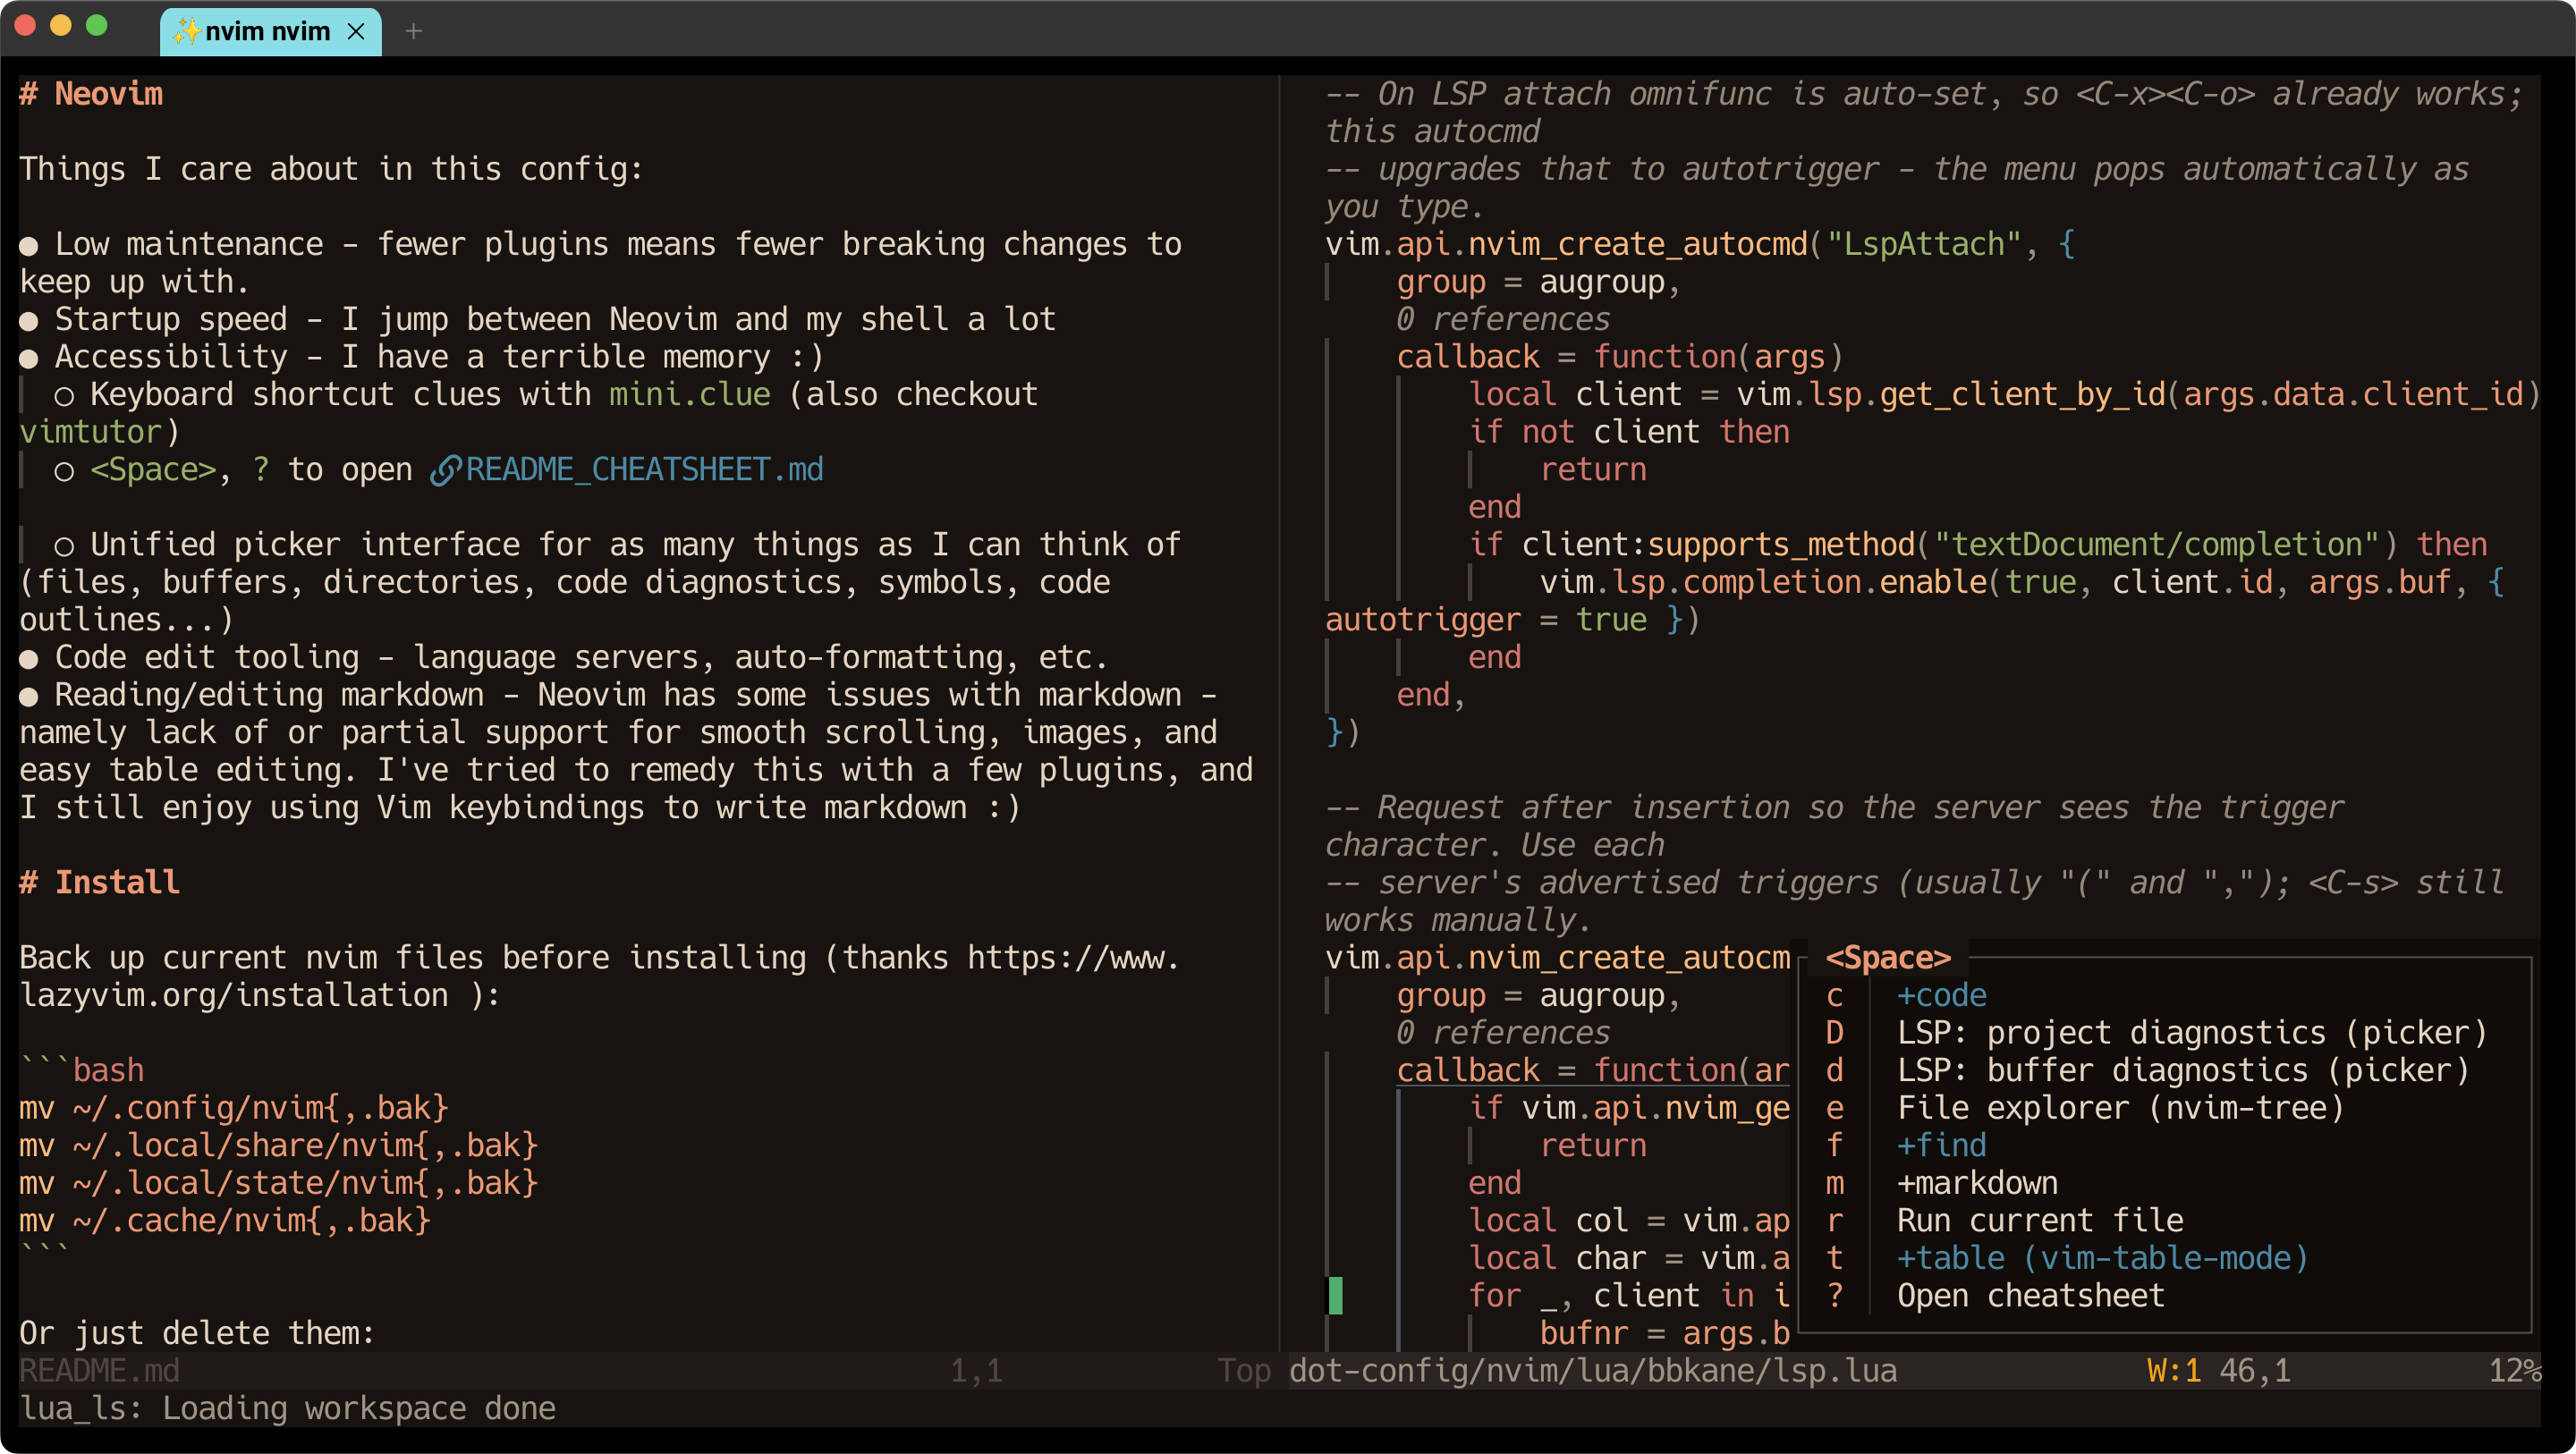 ✨nvim nvim × +
# Neovim
Things I care about in this config:
● Low maintenance - fewer plugins means fewer breaking changes to
keep up with.
● Startup speed - I jump between Neovim and my shell a lot
● Accessibility - I have a terrible memory :)
○ Keyboard shortcut clues with mini.clue (also checkout
vimtutor)
○ <Space>, ? to open 🔗README_CHEATSHEET.md
○ Unified picker interface for as many things as I can think of
(files, buffers, directories, code diagnostics, symbols, code
outlines...)
● Code edit tooling - language servers, auto-formatting, etc.
● Reading/editing markdown - Neovim has some issues with markdown -
namely lack of or partial support for smooth scrolling, images, and
easy table editing. I've tried to remedy this with a few plugins, and
I still enjoy using Vim keybindings to write markdown :)
# Install
Back up current nvim files before installing (thanks https://www.
lazyvim.org/installation ):
```bash
mv ~/.config/nvim{,.bak}
mv ~/.local/share/nvim{,.bak}
mv ~/.local/state/nvim{,.bak}
mv ~/.cache/nvim{,.bak}
```
Or just delete them:
README.md 1,1 Top
-- On LSP attach omnifunc is auto-set, so <C-x><C-o> already works;
this autocmd
-- upgrades that to autotrigger - the menu pops automatically as
you type.
vim.api.nvim_create_autocmd("LspAttach", {
group = augroup,
0 references
callback = function(args)
local client = vim.lsp.get_client_by_id(args.data.client_id)
if not client then
return
end
if client:supports_method("textDocument/completion") then
vim.lsp.completion.enable(true, client.id, args.buf, {
autotrigger = true })
end
end,
})
-- Request after insertion so the server sees the trigger
character. Use each
-- server's advertised triggers (usually "(" and ","); <C-s> still
works manually.
vim.api.nvim_create_autocm
group = augroup,
0 references
callback = function(ar
if vim.api.nvim_ge
return
end
local col = vim.ap
local char = vim.a
for _, client in i
bufnr = args.b
<Space>
c +code
D LSP: project diagnostics (picker)
d LSP: buffer diagnostics (picker)
e File explorer (nvim-tree)
f +find
m +markdown
r Run current file
t +table (vim-table-mode)
? Open cheatsheet
dot-config/nvim/lua/bbkane/lsp.lua W:1 46,1 12%
lua_ls: Loading workspace done